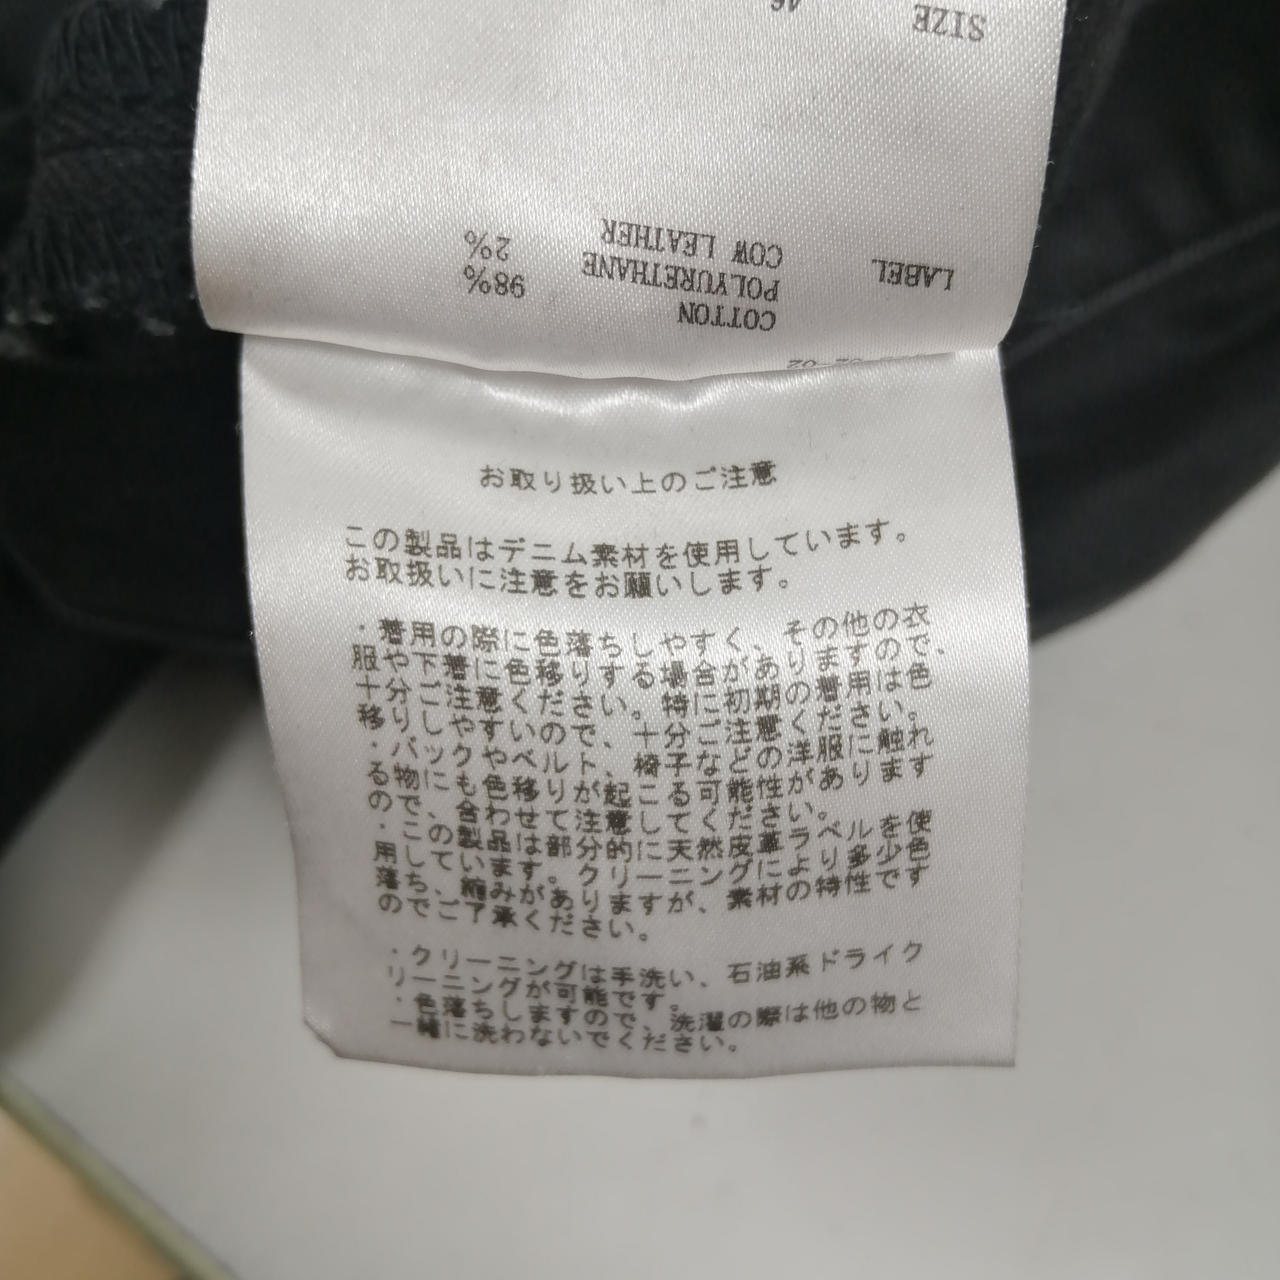 SIZE 46
LABEL COW LEATHER
POLYURETHANE 2%
COTTON 98%
お取り扱い上のご注意
この製品はデニム素材を使用しています。
お取扱いに注意をお願いします。
・着用の際に色落ちしやすく、その他の衣
服や下着に色移りする場合がありますので、
十分ご注意ください。特に初期の着用は色
移りしやすいので、十分ご注意ください。
・バックやベルト、椅子などの洋服に触れ
る物にも色移りが起こる可能性があります
ので、合わせて注意してください。
・この製品は部分的に天然皮革ラベルを使
用しています。クリーニングにより多少色
落ち、縮みがありますが、素材の特性です
のでご了承ください。
・クリーニングは手洗い、石油系ドライク
リーニングが可能です。
・色落ちしますので、洗濯の際は他の物と
一緒に洗わないでください。